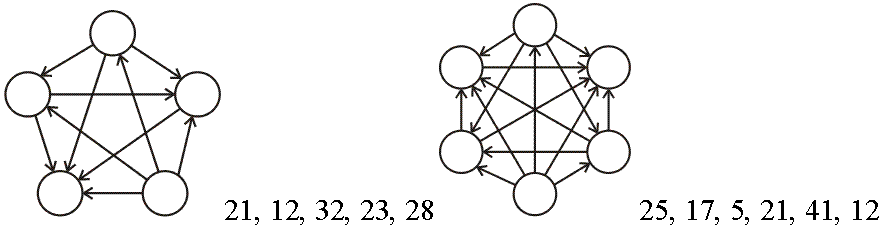 21, 12, 32, 23, 28
25, 17, 5, 21, 41, 12